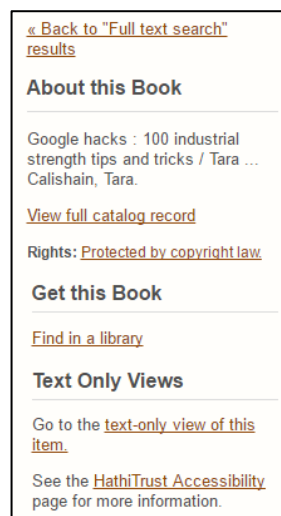 « Back to "Full text search"
results
About this Book
Google hacks : 100 industrial
strength tips and tricks / Tara ...
Calishain, Tara.
View full catalog record
Rights: Protected by copyright law.
Get this Book
Find in a library
Text Only Views
Go to the text-only view of this
item.
See the HathiTrust Accessibility
page for more information.